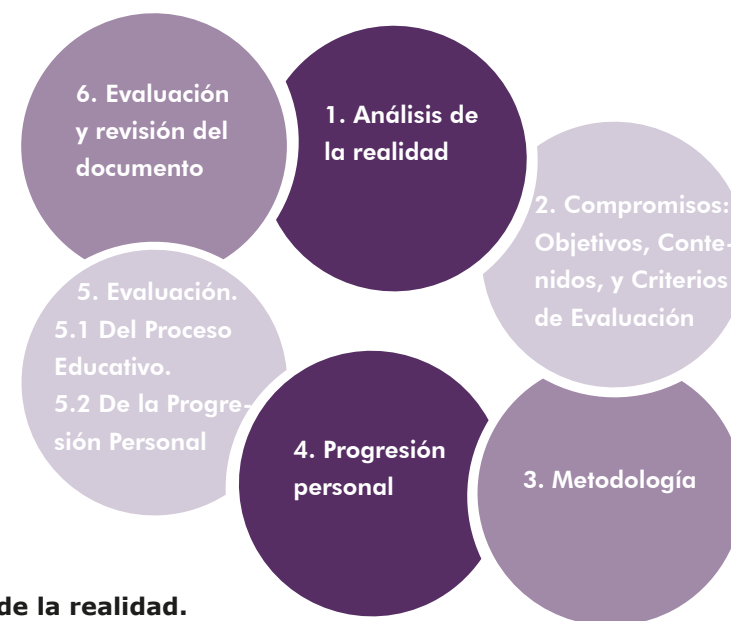 1. Análisis de
la realidad
2. Compromisos:
Objetivos, Conte-
nidos, y Criterios
de Evaluación
3. Metodología
4. Progresión
personal
5. Evaluación.
5.1 Del Proceso
Educativo.
5.2 De la Progre-
sión Personal
6. Evaluación
y revisión del
documento
de la realidad.